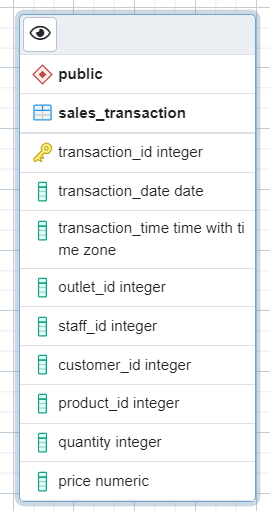 public
sales_transaction
transaction_id integer
transaction_date date
transaction_time time with ti
me zone
outlet_id integer
staff_id integer
customer_id integer
product_id integer
quantity integer
price numeric